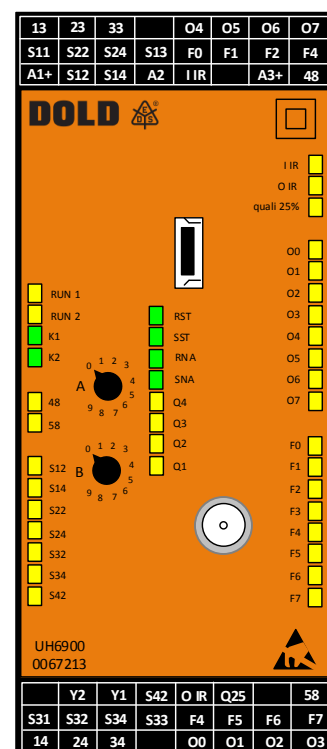 13 23 33 O4 O5 O6 O7
S11 S22 S24 S13 F0 F1 F2 F4
A1+ S12 S14 A2 I IR A3+ 48
DOLD EDS
I IR
O IR
quali 25%
O0
O1
RUN 1 O2
RUN 2 RST O3
K1 SST O4
K2 RNA O5
SNA O6
A 0 1 2 3 4 5 6 7 8 9
48 Q4 O7
58 Q3
Q2 F0
B 0 1 2 3 4 5 6 7 8 9
S12 Q1 F1
S14 F2
S22 F3
S24 F4
S32 F5
S34 F6
S42 F7
UH6900
0067213
Y2 Y1 S42 O IR Q25 58
S31 S32 S34 S33 F4 F5 F6 F7
14 24 34 O0 O1 O2 O3